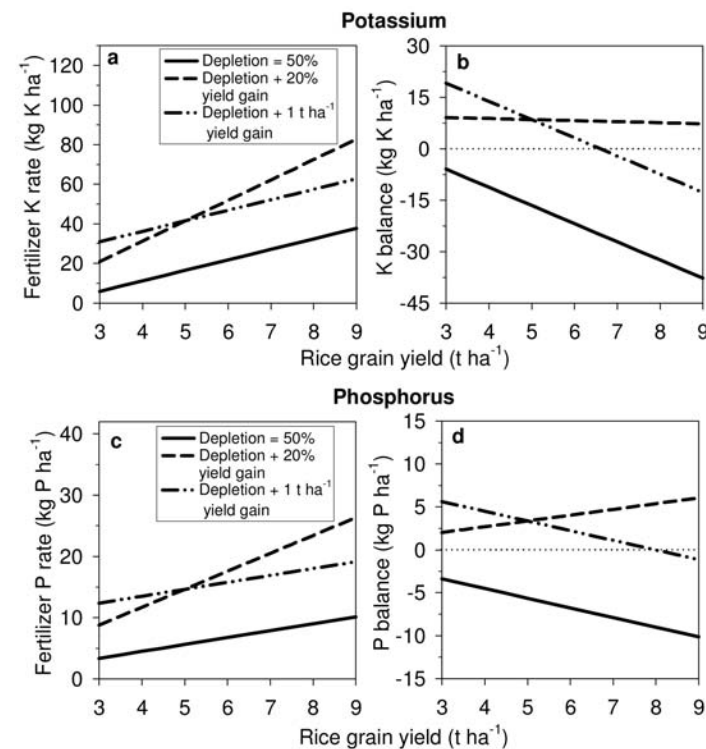 Potassium
a
Depletion = 50%
Depletion + 20%
yield gain
Depletion + 1 t ha⁻¹
yield gain
Fertilizer K rate (kg K ha⁻¹)
120
100
80
60
40
20
0
3 4 5 6 7 8 9
b
K balance (kg K ha⁻¹)
30
15
0
-15
-30
-45
3 4 5 6 7 8 9
Rice grain yield (t ha⁻¹)
Phosphorus
c
Depletion = 50%
Depletion + 20%
yield gain
Depletion + 1 t ha⁻¹
yield gain
Fertilizer P rate (kg P ha⁻¹)
40
30
20
10
0
3 4 5 6 7 8 9
d
P balance (kg P ha⁻¹)
15
10
5
0
-5
-10
-15
3 4 5 6 7 8 9
Rice grain yield (t ha⁻¹)